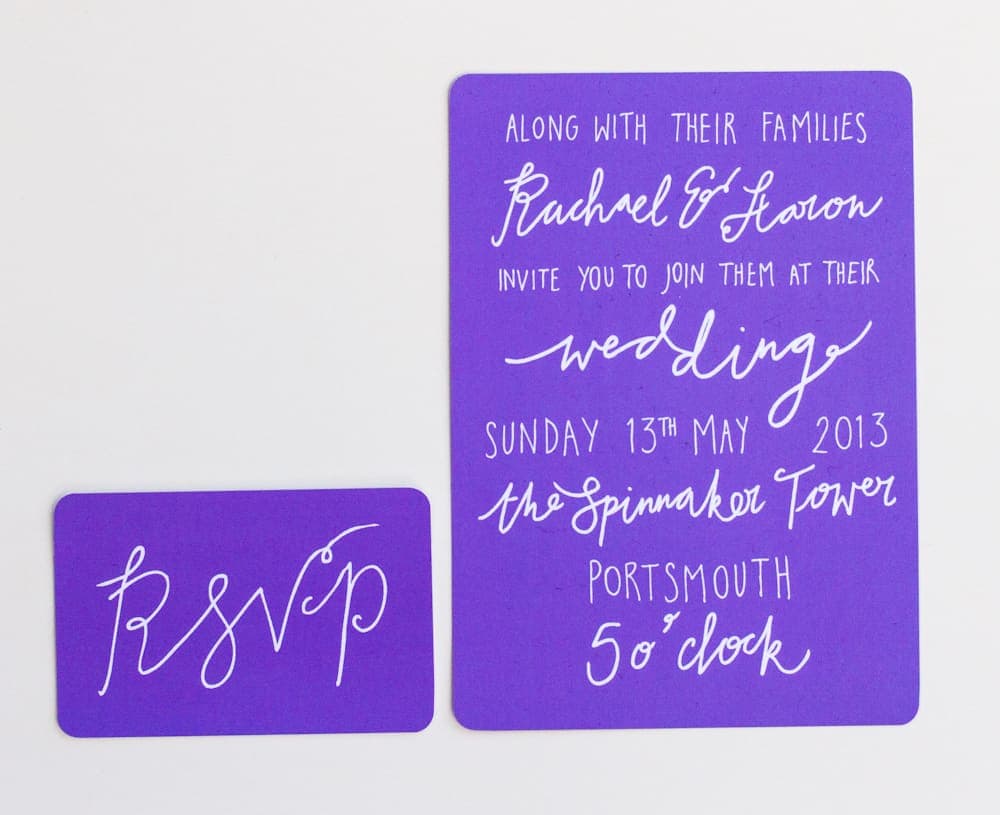 ALONG WITH THEIR FAMILIES
Rachael & Aaron
INVITE YOU TO JOIN THEM AT THEIR
wedding
SUNDAY 13TH MAY 2013
the Spinnaker Tower
PORTSMOUTH
5 o'clock
RSVP